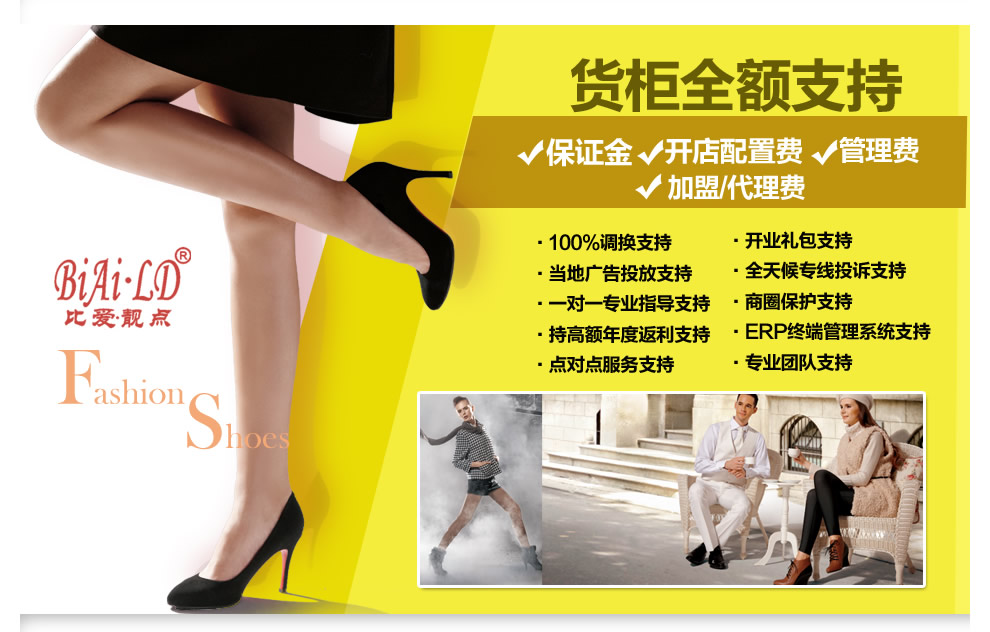 货柜全额支持
✓保证金 ✓开店配置费 ✓管理费
✓加盟/代理费
· 100%调换支持
· 当地广告投放支持
· 一对一专业指导支持
· 持高额年度返利支持
· 点对点服务支持
· 开业礼包支持
· 全天候专线投诉支持
· 商圈保护支持
· ERP终端管理系统支持
· 专业团队支持
BiAi·LD®
比爱·靓点
Fashion
Shoes